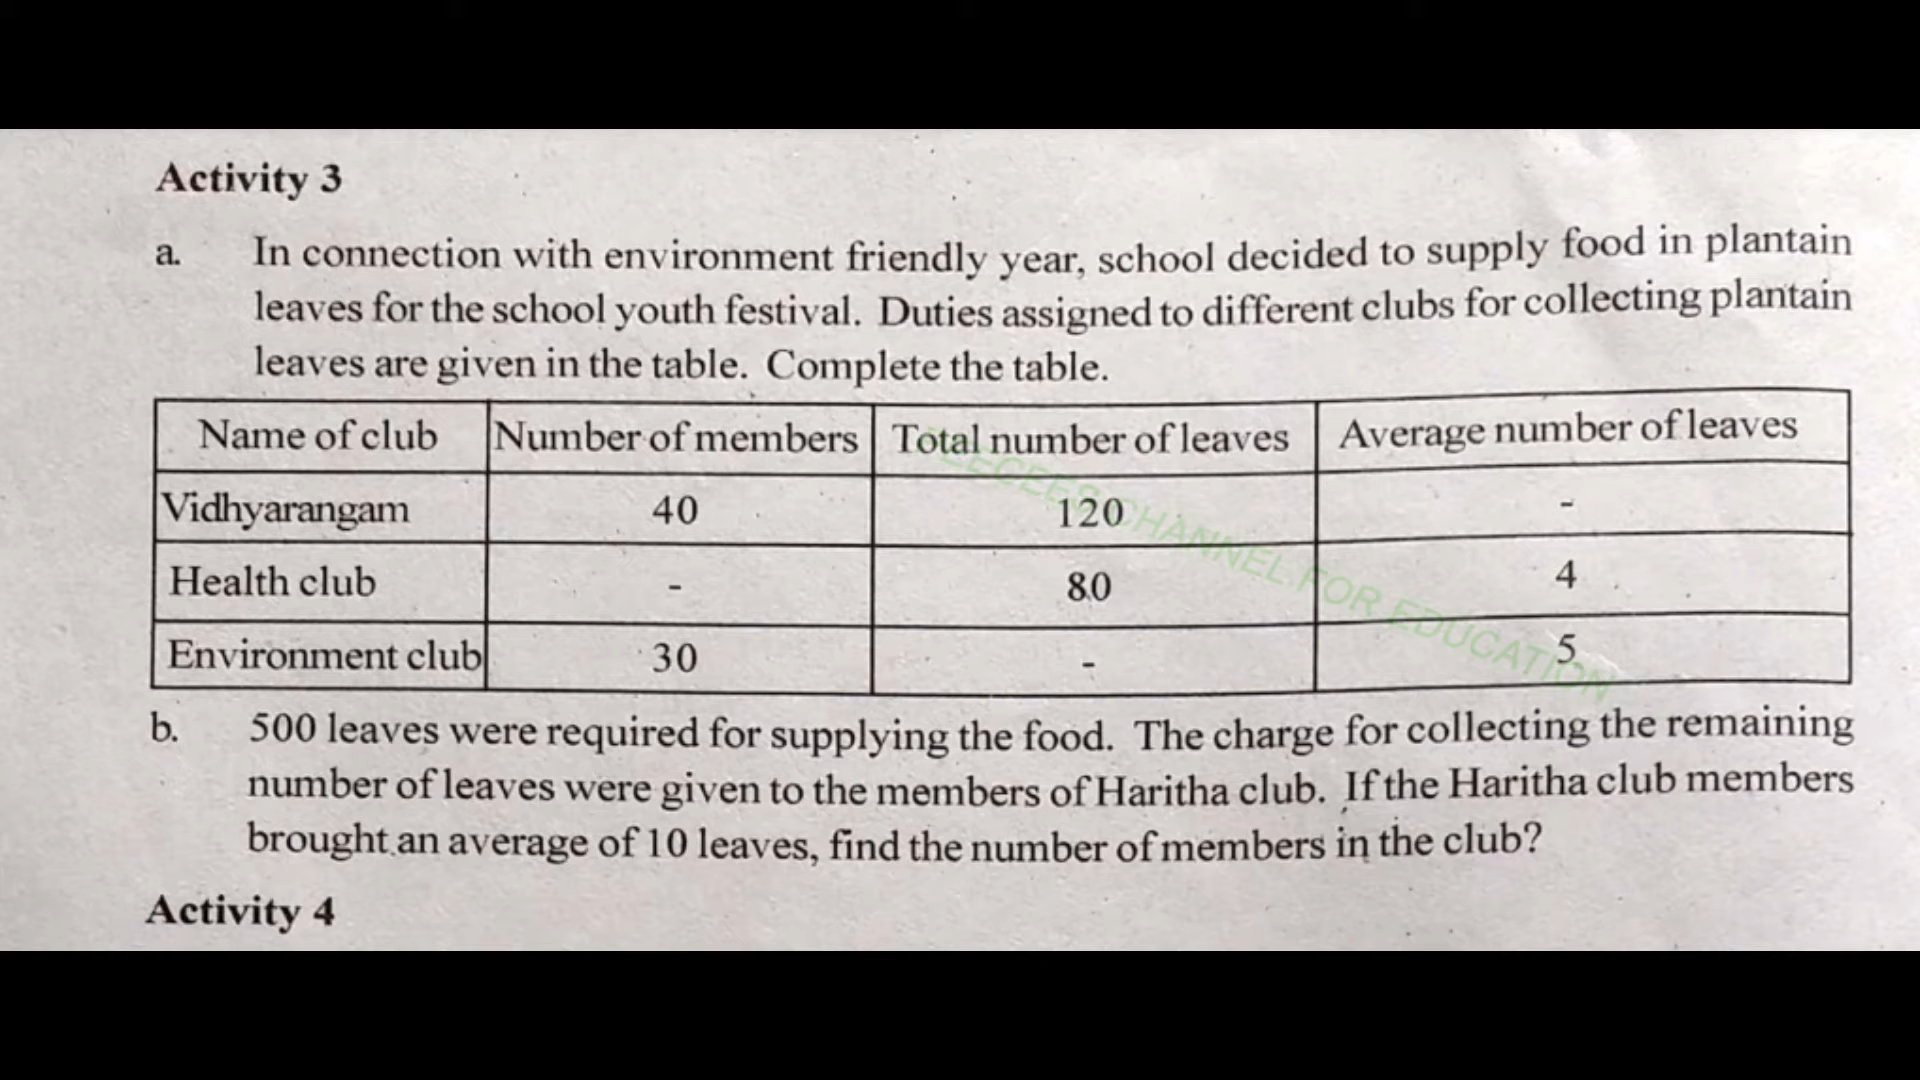 Activity 3
a. In connection with environment friendly year, school decided to supply food in plantain
leaves for the school youth festival. Duties assigned to different clubs for collecting plantain
leaves are given in the table. Complete the table.
Name of club Number of members Total number of leaves Average number of leaves
Vidhyarangam 40 120 -
Health club - 80 4
Environment club 30 - 5
CHANNEL FOR EDUCATION
b. 500 leaves were required for supplying the food. The charge for collecting the remaining
number of leaves were given to the members of Haritha club. If the Haritha club members
brought an average of 10 leaves, find the number of members in the club?
Activity 4